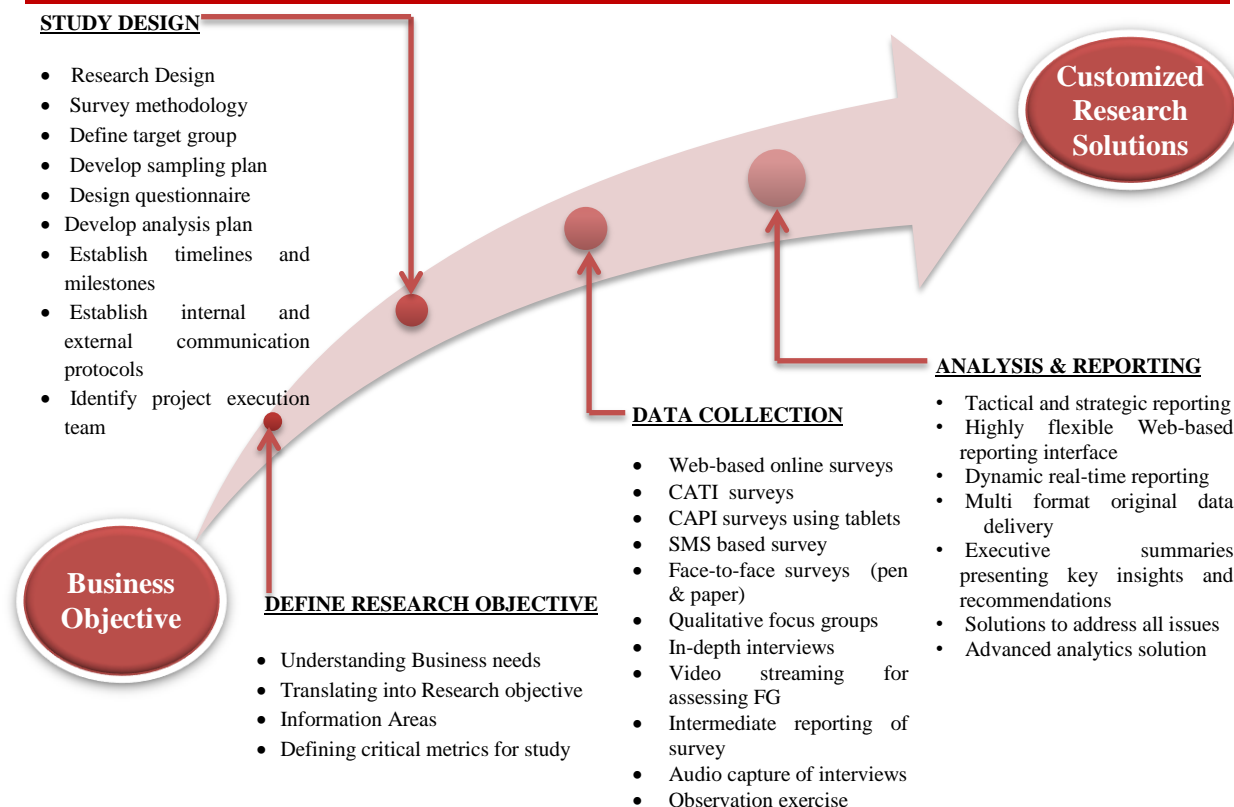 STUDY DESIGN
• Research Design
• Survey methodology
• Define target group
• Develop sampling plan
• Design questionnaire
• Develop analysis plan
• Establish timelines and
milestones
• Establish internal and
external communication
protocols
• Identify project execution
team
Business
Objective
DEFINE RESEARCH OBJECTIVE
• Understanding Business needs
• Translating into Research objective
• Information Areas
• Defining critical metrics for study
DATA COLLECTION
• Web-based online surveys
• CATI surveys
• CAPI surveys using tablets
• SMS based survey
• Face-to-face surveys (pen
& paper)
• Qualitative focus groups
• In-depth interviews
• Video streaming for
assessing FG
• Intermediate reporting of
survey
• Audio capture of interviews
• Observation exercise
ANALYSIS & REPORTING
• Tactical and strategic reporting
• Highly flexible Web-based
reporting interface
• Dynamic real-time reporting
• Multi format original data
delivery
• Executive summaries
presenting key insights and
recommendations
• Solutions to address all issues
• Advanced analytics solution
Customized
Research
Solutions